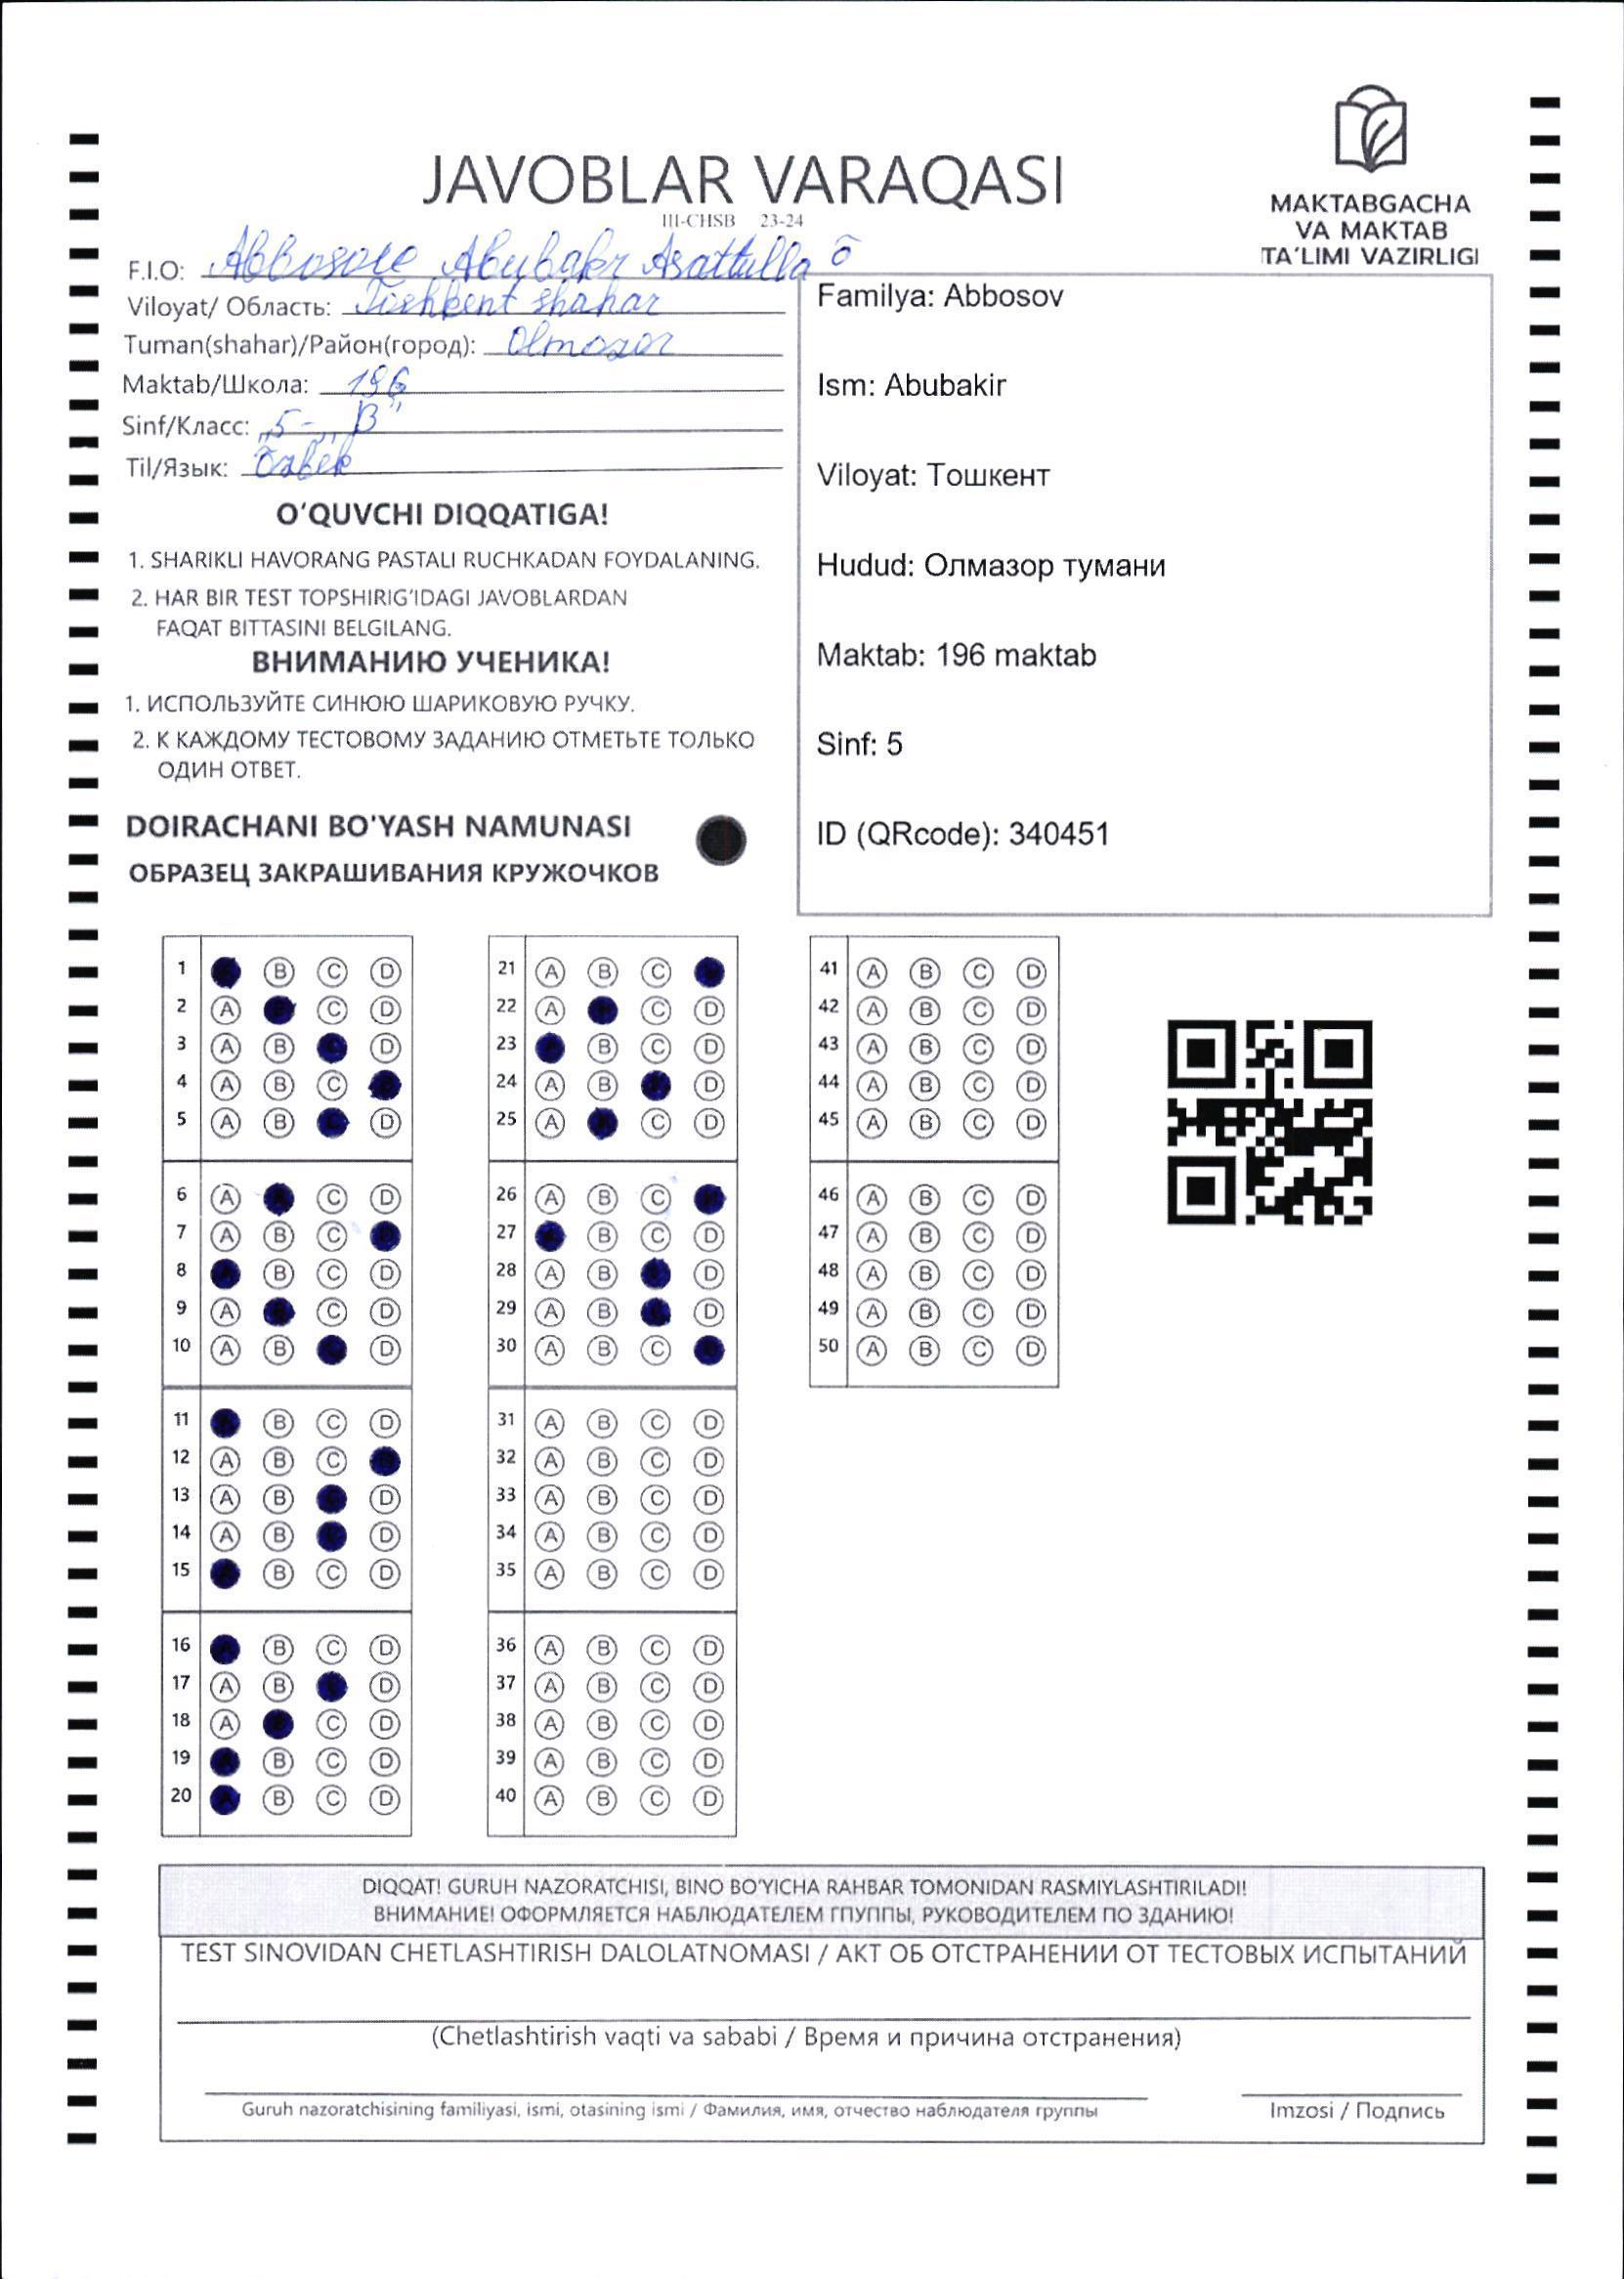 JAVOBLAR VARAQASI
III-CHSB 23-24
MAKTABGACHA
VA MAKTAB
TA'LIMI VAZIRLIGI
F.I.O: Abbosov Abubakr Asattulla o
Viloyat/ Область: Toshkent shahar
Tuman(shahar)/Район(город): Olmazor
Maktab/Школа: 196
Sinf/Класс: „5-„B"
Til/Язык: Ozbek
O'QUVCHI DIQQATIGA!
1. SHARIKLI HAVORANG PASTALI RUCHKADAN FOYDALANING.
2. HAR BIR TEST TOPSHIRIG'IDAGI JAVOBLARDAN
FAQAT BITTASINI BELGILANG.
ВНИМАНИЮ УЧЕНИКА!
1. ИСПОЛЬЗУЙТЕ СИНЮЮ ШАРИКОВУЮ РУЧКУ.
2. К КАЖДОМУ ТЕСТОВОМУ ЗАДАНИЮ ОТМЕТЬТЕ ТОЛЬКО
ОДИН ОТВЕТ.
DOIRACHANI BO'YASH NAMUNASI
ОБРАЗЕЦ ЗАКРАШИВАНИЯ КРУЖОЧКОВ
Familya: Abbosov
Ism: Abubakir
Viloyat: Тошкент
Hudud: Олмазор тумани
Maktab: 196 maktab
Sinf: 5
ID (QRcode): 340451
1 B C D
2 A C D
3 A B D
4 A B C
5 A B D
6 A C D
7 A B C
8 B C D
9 A C D
10 A B D
11 B C D
12 A B C
13 A B D
14 A B D
15 B C D
16 B C D
17 A B D
18 A C D
19 B C D
20 B C D
21 A B C
22 A C D
23 B C D
24 A B D
25 A C D
26 A B C
27 B C D
28 A B D
29 A B D
30 A B C
31 A B C D
32 A B C D
33 A B C D
34 A B C D
35 A B C D
36 A B C D
37 A B C D
38 A B C D
39 A B C D
40 A B C D
41 A B C D
42 A B C D
43 A B C D
44 A B C D
45 A B C D
46 A B C D
47 A B C D
48 A B C D
49 A B C D
50 A B C D
DIQQAT! GURUH NAZORATCHISI, BINO BO'YICHA RAHBAR TOMONIDAN RASMIYLASHTIRILADI!
ВНИМАНИЕ! ОФОРМЛЯЕТСЯ НАБЛЮДАТЕЛЕМ ГПУППЫ, РУКОВОДИТЕЛЕМ ПО ЗДАНИЮ!
TEST SINOVIDAN CHETLASHTIRISH DALOLATNOMASI / АКТ ОБ ОТСТРАНЕНИИ ОТ ТЕСТОВЫХ ИСПЫТАНИЙ
(Chetlashtirish vaqti va sababi / Время и причина отстранения)
Guruh nazoratchisining familiyasi, ismi, otasining ismi / Фамилия, имя, отчество наблюдателя группы
Imzosi / Подпись